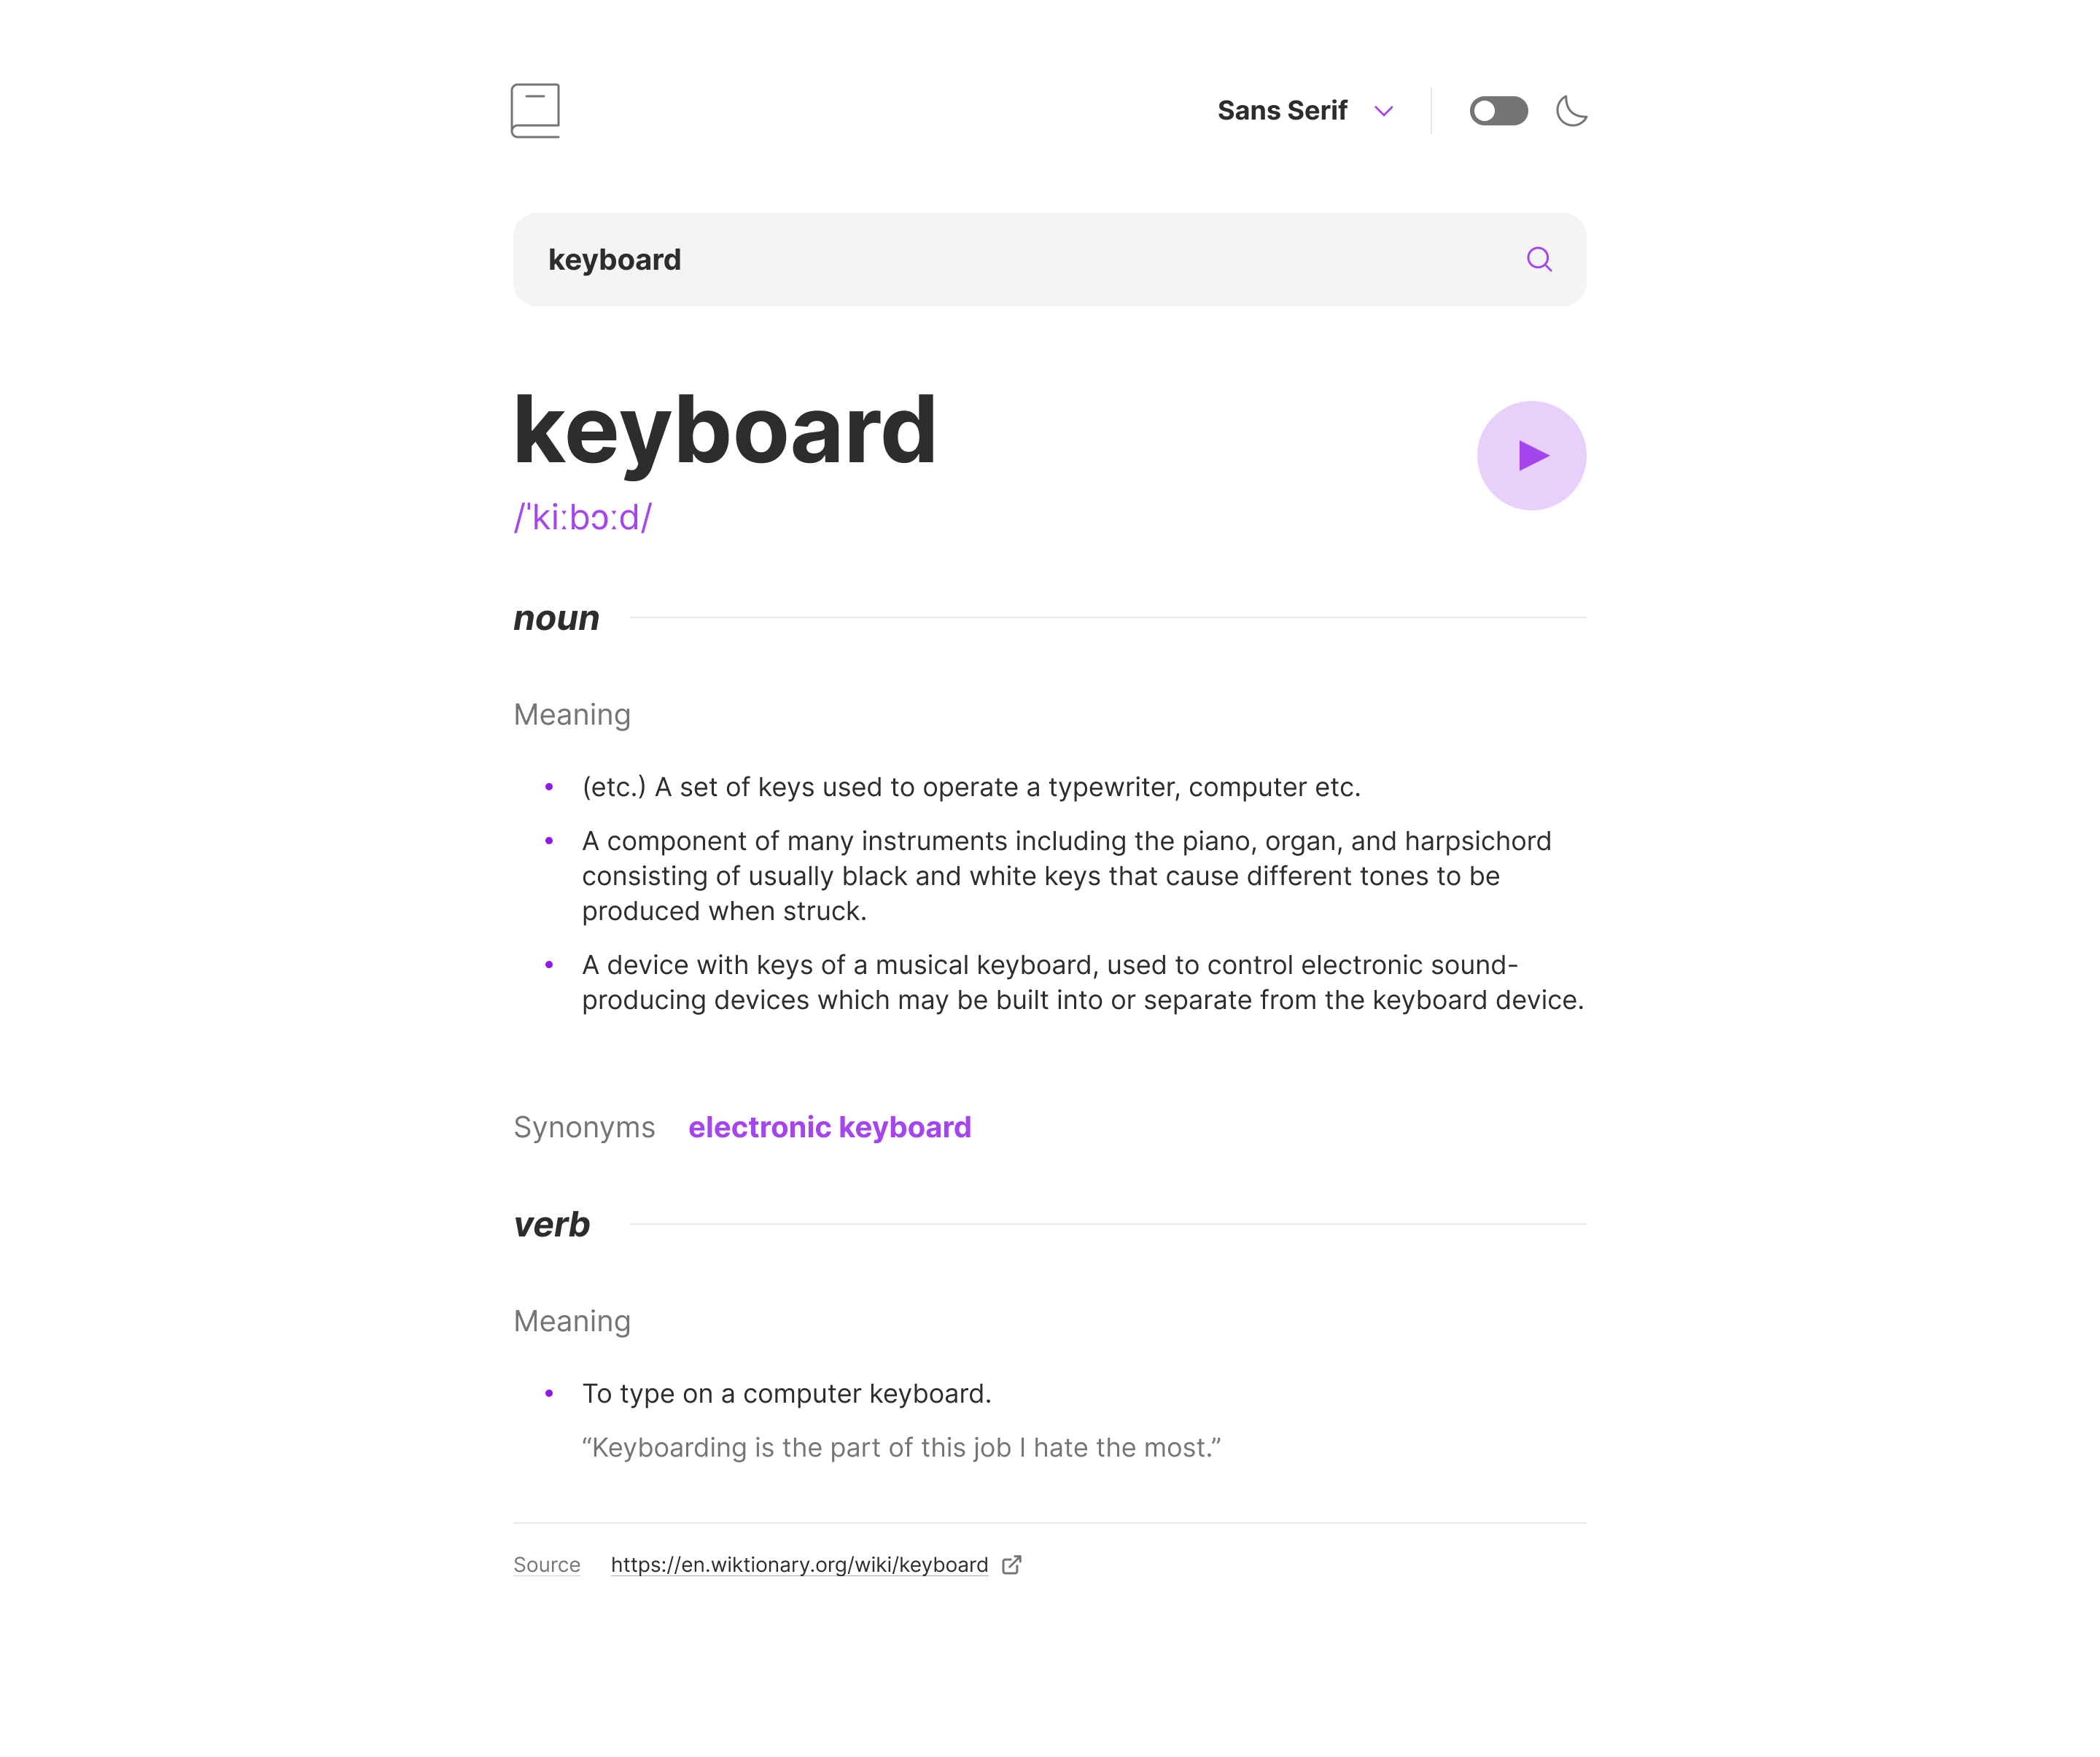 Sans Serif
keyboard
keyboard
/ˈkiːbɔːd/
noun
Meaning
• (etc.) A set of keys used to operate a typewriter, computer etc.
• A component of many instruments including the piano, organ, and harpsichord
consisting of usually black and white keys that cause different tones to be
produced when struck.
• A device with keys of a musical keyboard, used to control electronic sound-
producing devices which may be built into or separate from the keyboard device.
Synonyms electronic keyboard
verb
Meaning
• To type on a computer keyboard.
“Keyboarding is the part of this job I hate the most.”
Source https://en.wiktionary.org/wiki/keyboard